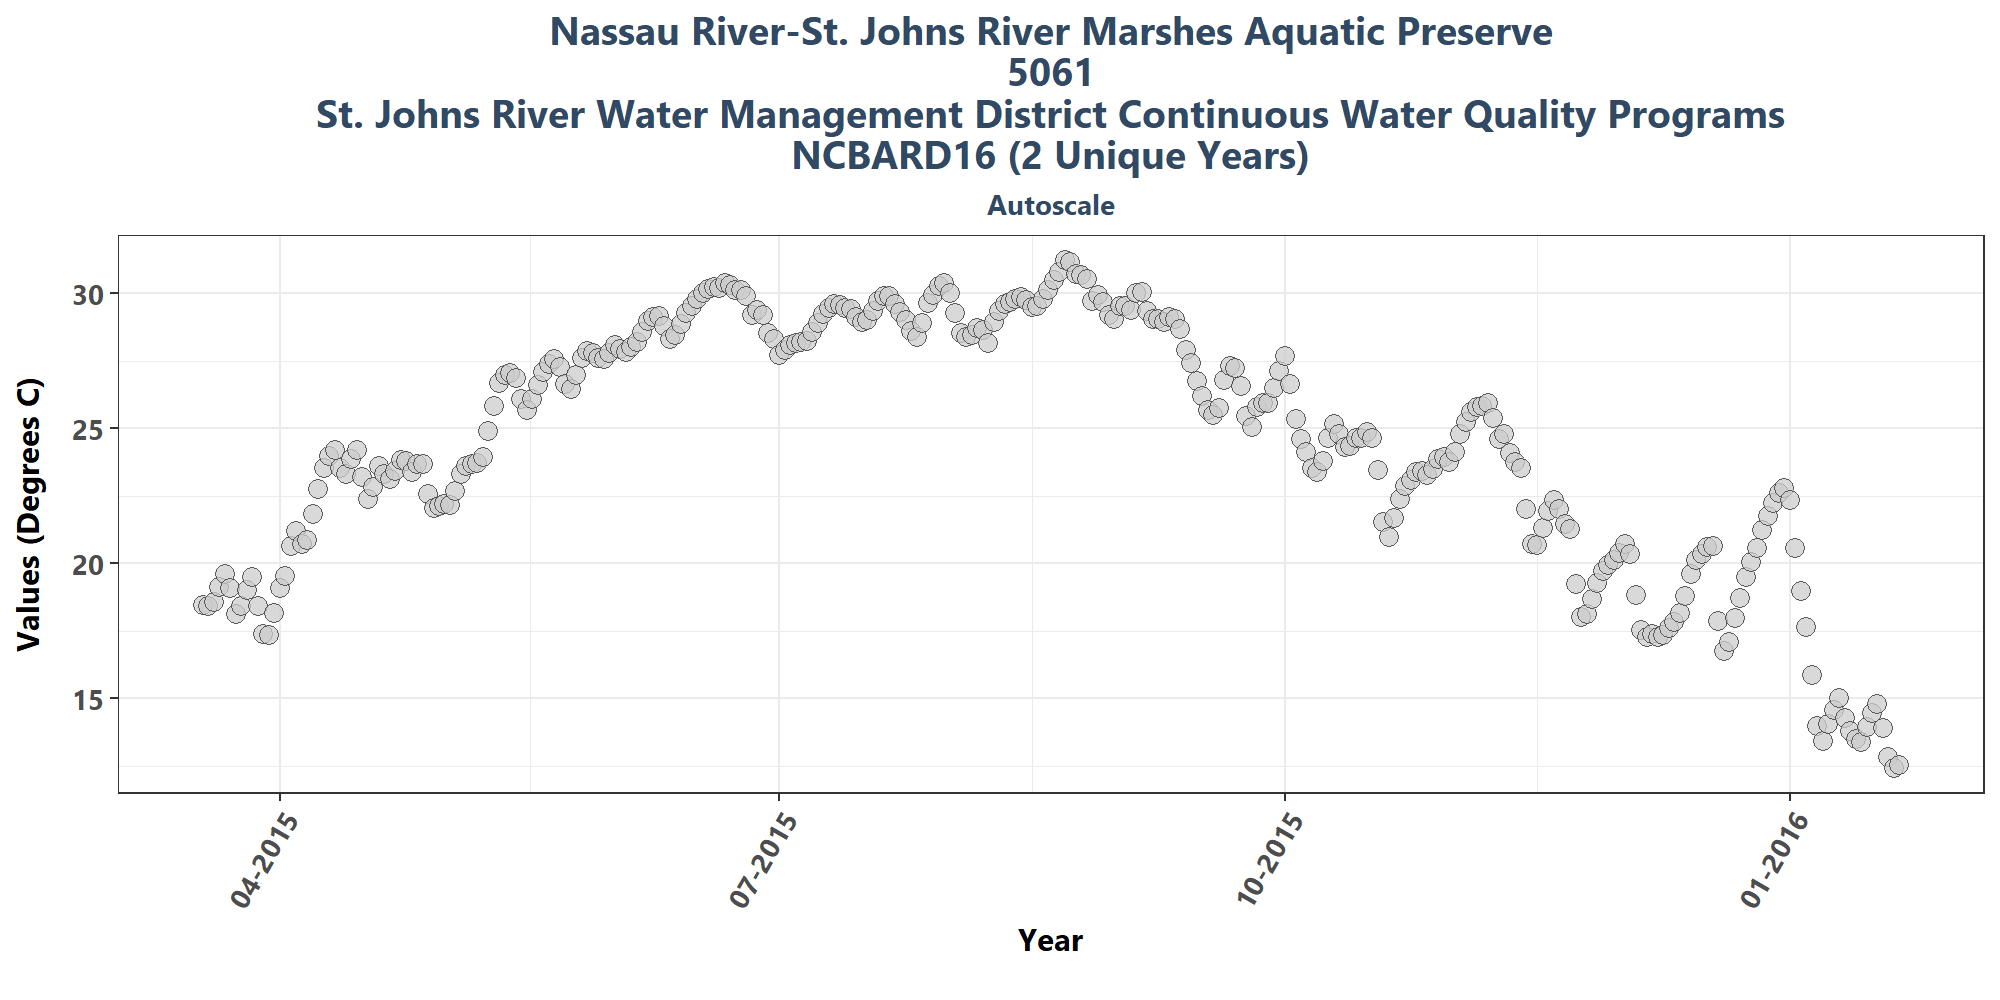 Nassau River-St. Johns River Marshes Aquatic Preserve
5061
St. Johns River Water Management District Continuous Water Quality Programs
NCBARD16 (2 Unique Years)
Autoscale
Values (Degrees C)
30
25
20
15
04-2015
07-2015
10-2015
01-2016
Year